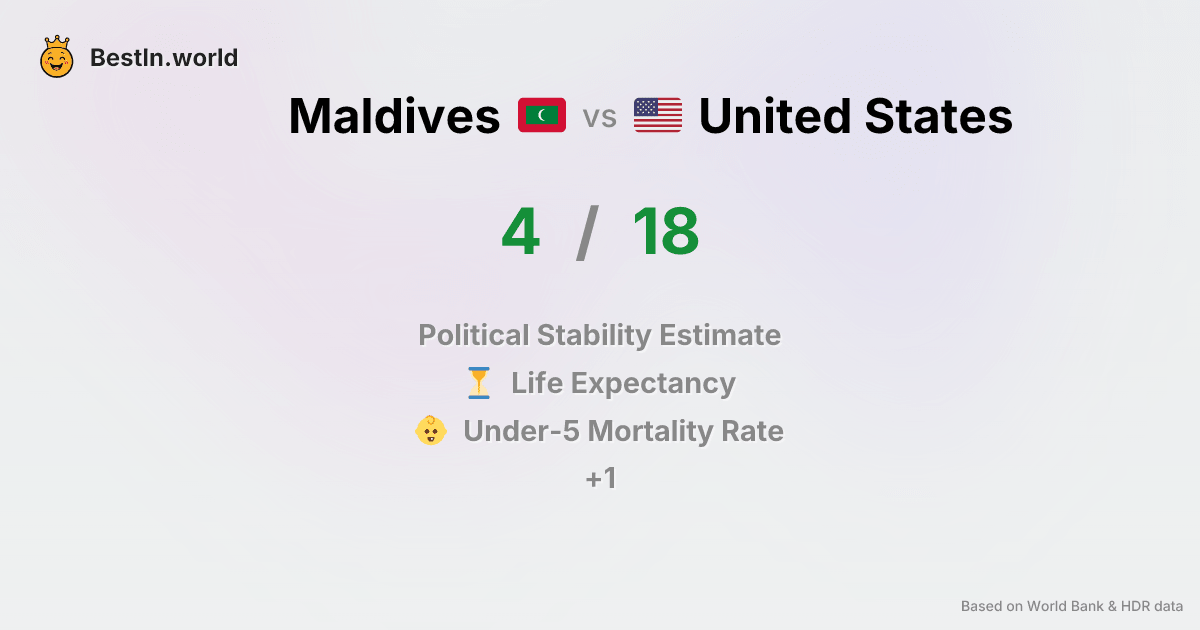 BestIn.world
Maldives vs United States
4 / 18
Political Stability Estimate
Life Expectancy
Under-5 Mortality Rate
+1
Based on World Bank & HDR data